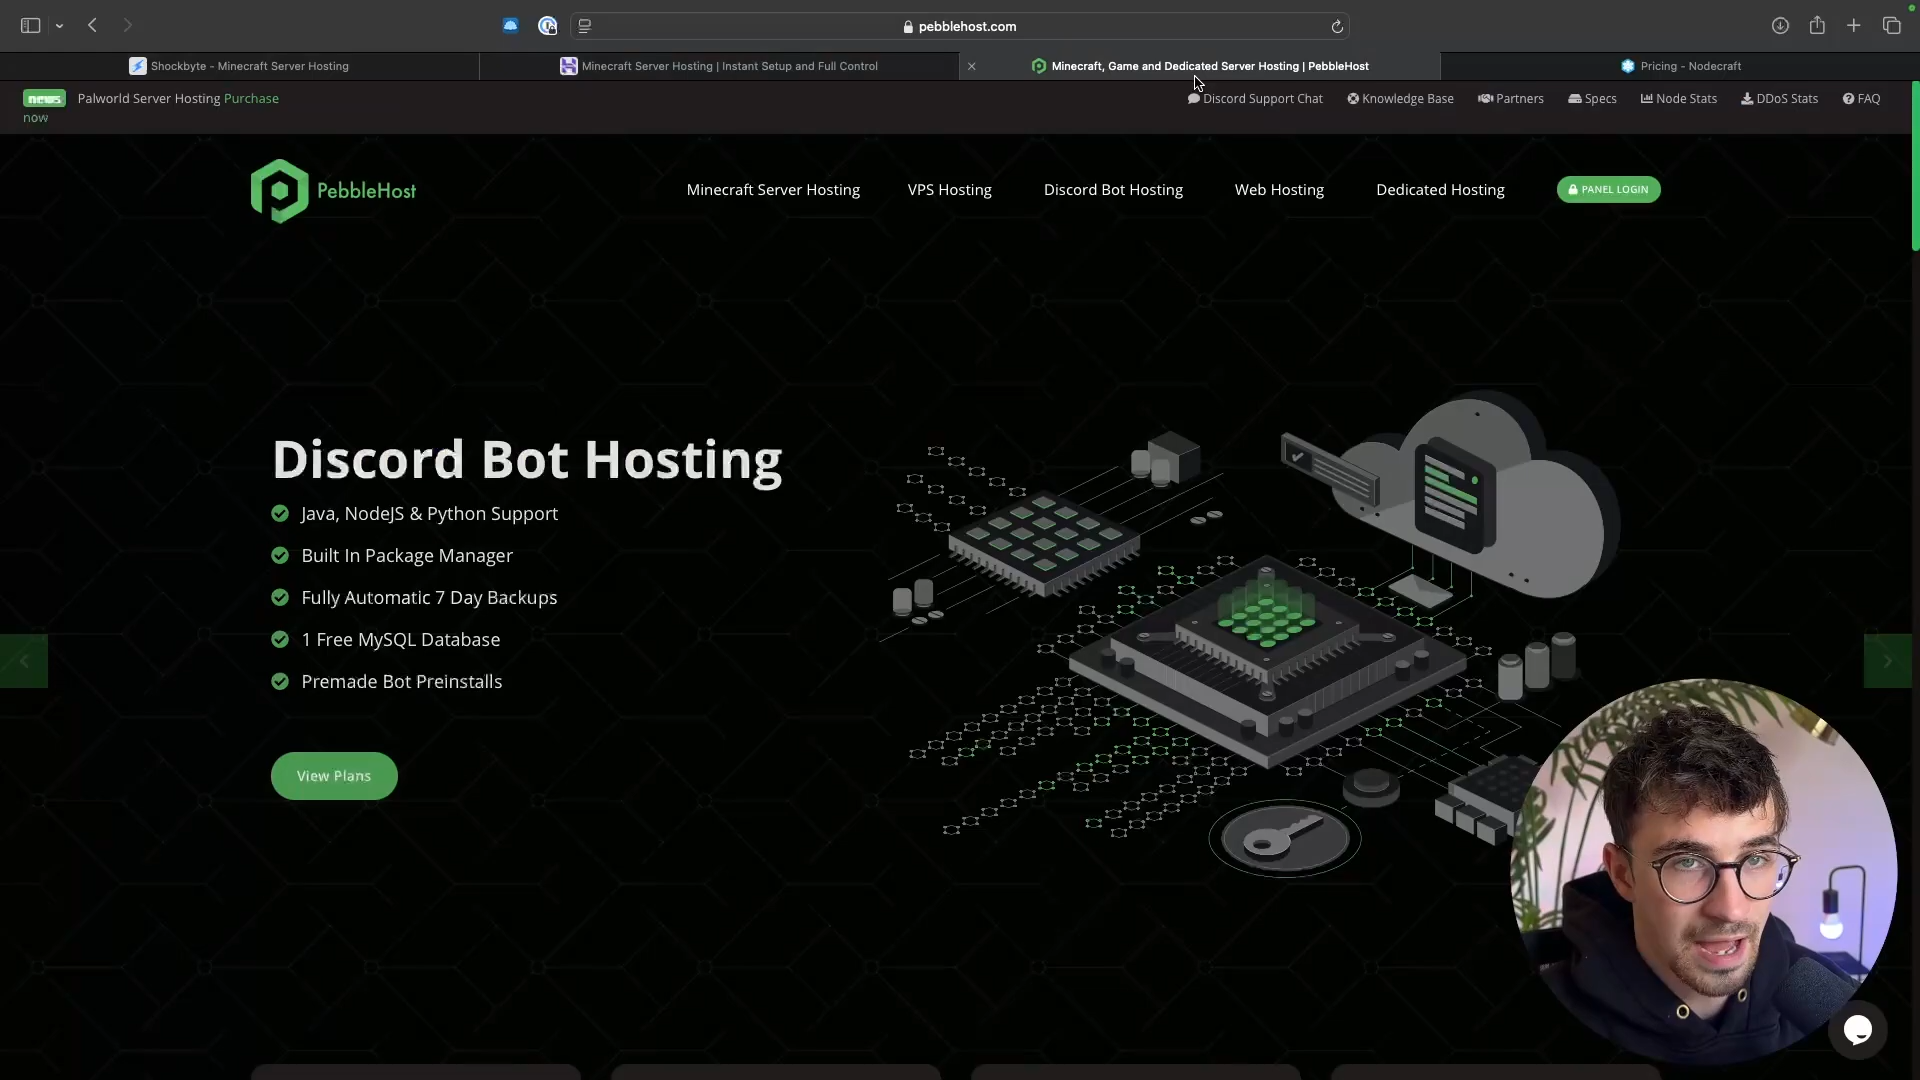 pebblehost.com
Shockbyte - Minecraft Server Hosting
Minecraft Server Hosting | Instant Setup and Full Control
Minecraft, Game and Dedicated Server Hosting | PebbleHost
Pricing - Nodecraft
news Palworld Server Hosting Purchase
now
Discord Support Chat
Knowledge Base
Partners
Specs
Node Stats
DDoS Stats
FAQ
PebbleHost
Minecraft Server Hosting
VPS Hosting
Discord Bot Hosting
Web Hosting
Dedicated Hosting
PANEL LOGIN
Discord Bot Hosting
Java, NodeJS & Python Support
Built In Package Manager
Fully Automatic 7 Day Backups
1 Free MySQL Database
Premade Bot Preinstalls
View Plans